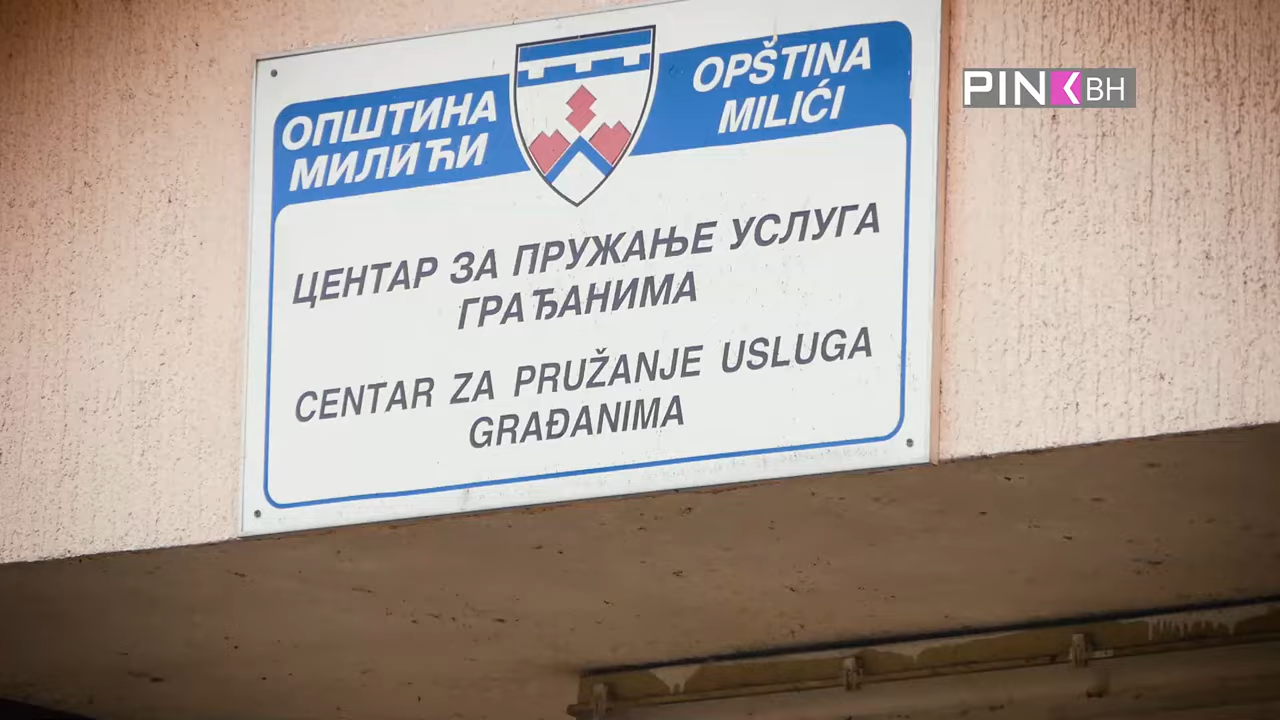 ОПШТИНА
МИЛИЋИ
OPŠTINA
MILIĆI
ЦЕНТАР ЗА ПРУЖАЊЕ УСЛУГА
ГРАЂАНИМА
CENTAR ZA PRUŽANJE USLUGA
GRAĐANIMA
PINK BH